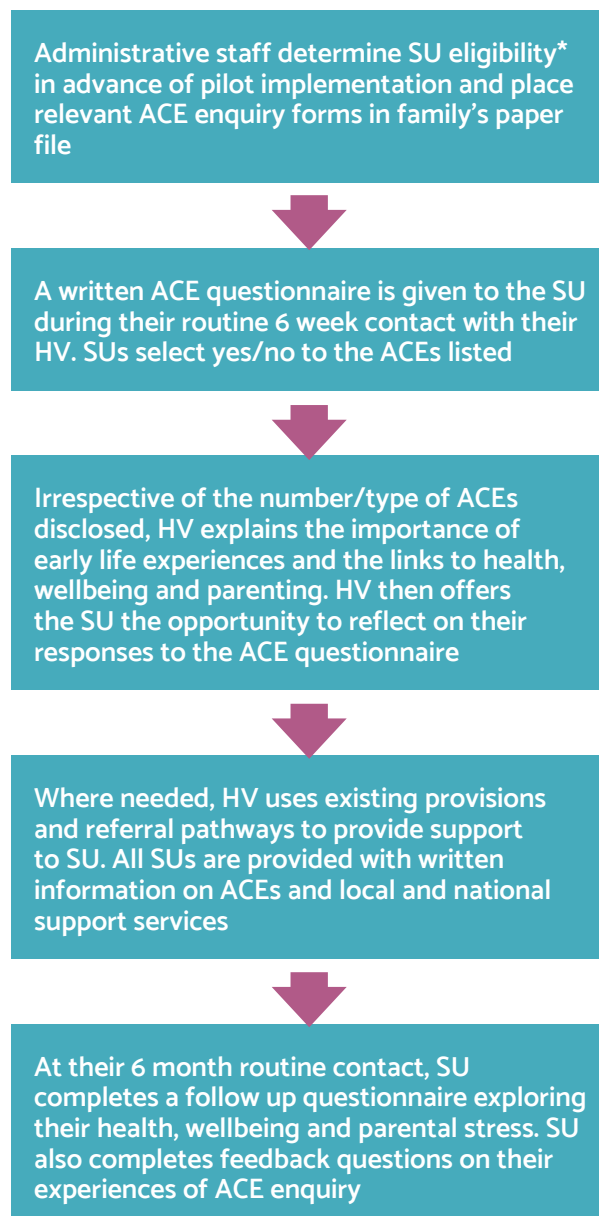 Administrative staff determine SU eligibility*
in advance of pilot implementation and place
relevant ACE enquiry forms in family's paper
file
A written ACE questionnaire is given to the SU
during their routine 6 week contact with their
HV. SUs select yes/no to the ACEs listed
Irrespective of the number/type of ACEs
disclosed, HV explains the importance of
early life experiences and the links to health,
wellbeing and parenting. HV then offers
the SU the opportunity to reflect on their
responses to the ACE questionnaire
Where needed, HV uses existing provisions
and referral pathways to provide support
to SU. All SUs are provided with written
information on ACEs and local and national
support services
At their 6 month routine contact, SU
completes a follow up questionnaire exploring
their health, wellbeing and parental stress. SU
also completes feedback questions on their
experiences of ACE enquiry